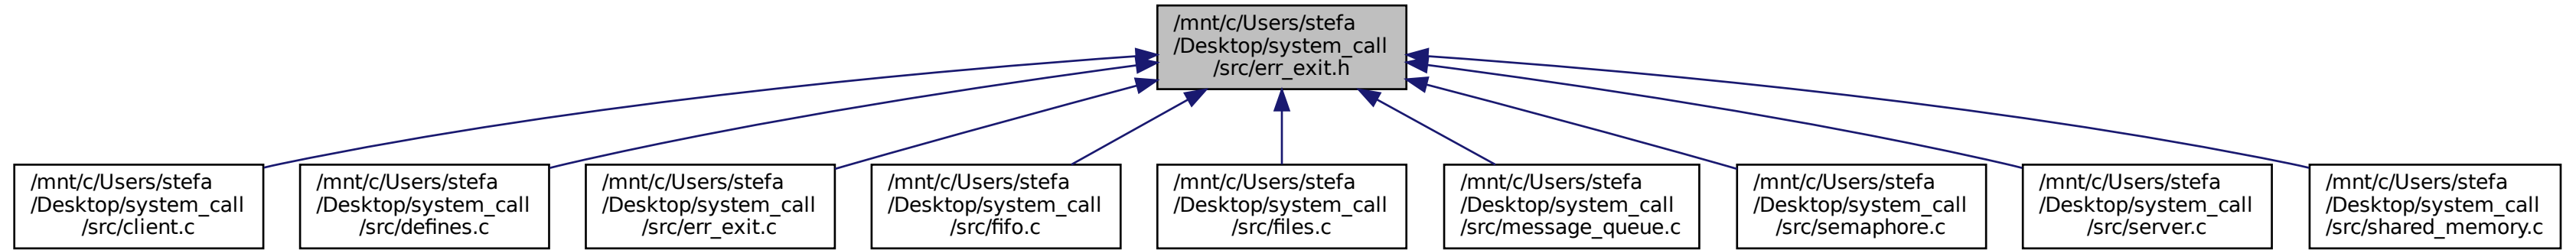 /mnt/c/Users/stefa
/Desktop/system_call
/src/err_exit.h
/mnt/c/Users/stefa
/Desktop/system_call
/src/client.c
/mnt/c/Users/stefa
/Desktop/system_call
/src/defines.c
/mnt/c/Users/stefa
/Desktop/system_call
/src/err_exit.c
/mnt/c/Users/stefa
/Desktop/system_call
/src/fifo.c
/mnt/c/Users/stefa
/Desktop/system_call
/src/files.c
/mnt/c/Users/stefa
/Desktop/system_call
/src/message_queue.c
/mnt/c/Users/stefa
/Desktop/system_call
/src/semaphore.c
/mnt/c/Users/stefa
/Desktop/system_call
/src/server.c
/mnt/c/Users/stefa
/Desktop/system_call
/src/shared_memory.c